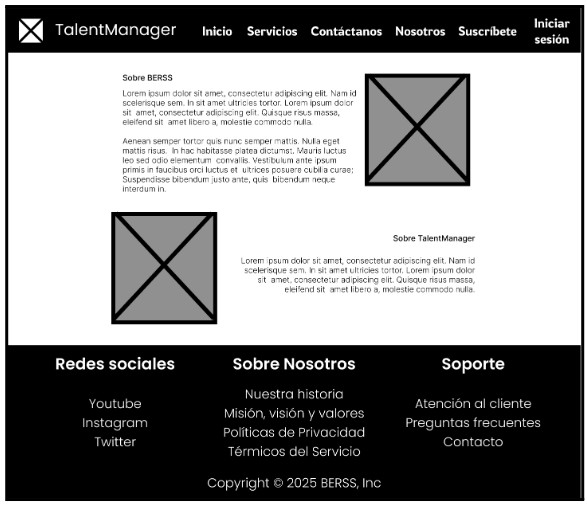 TalentManager
Inicio
Servicios
Contáctanos
Nosotros
Suscríbete
Iniciar
sesión
Sobre BERSS
Lorem ipsum dolor sit amet, consectetur adipiscing elit. Nam id
scelerisque sem. In sit amet ultricies tortor. Lorem ipsum dolor
sit amet, consectetur adipiscing elit. Quisque risus massa,
eleifend sit amet libero a, molestie commodo nulla.
Aenean semper tortor quis nunc semper mattis. Nulla eget
mattis risus. In hac habitasse platea dictumst. Mauris luctus
leo sed odio elementum convallis. Vestibulum ante ipsum
primis in faucibus orci luctus et ultrices posuere cubilia curae;
Suspendisse bibendum justo ante, quis bibendum neque
interdum in.
Sobre TalentManager
Lorem ipsum dolor sit amet, consectetur adipiscing elit. Nam id
scelerisque sem. In sit amet ultricies tortor. Lorem ipsum dolor
sit amet, consectetur adipiscing elit. Quisque risus massa,
eleifend sit amet libero a, molestie commodo nulla.
Redes sociales
Youtube
Instagram
Twitter
Sobre Nosotros
Nuestra historia
Misión, visión y valores
Políticas de Privacidad
Térmicos del Servicio
Soporte
Atención al cliente
Preguntas frecuentes
Contacto
Copyright © 2025 BERSS, Inc